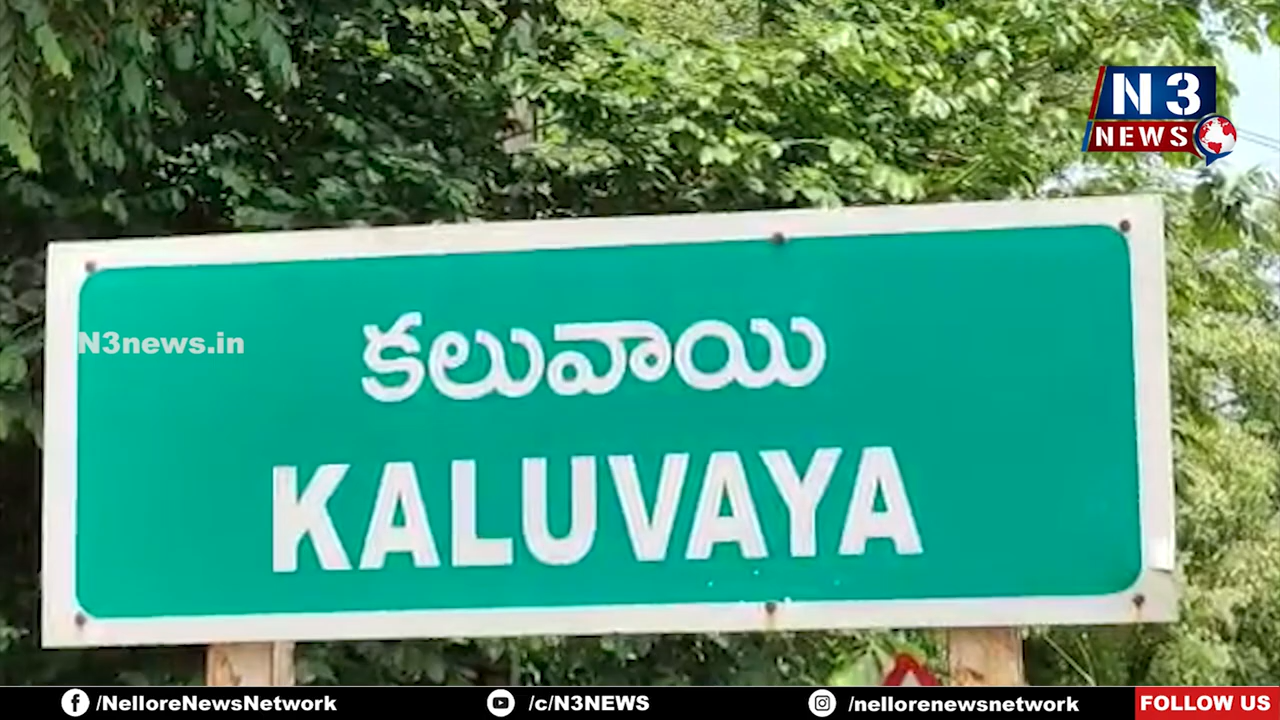 N3
NEWS
N3news.in
కలువాయి
KALUVAYA
/NelloreNewsNetwork
/c/N3NEWS
/nellorenewsnetwork
FOLLOW US